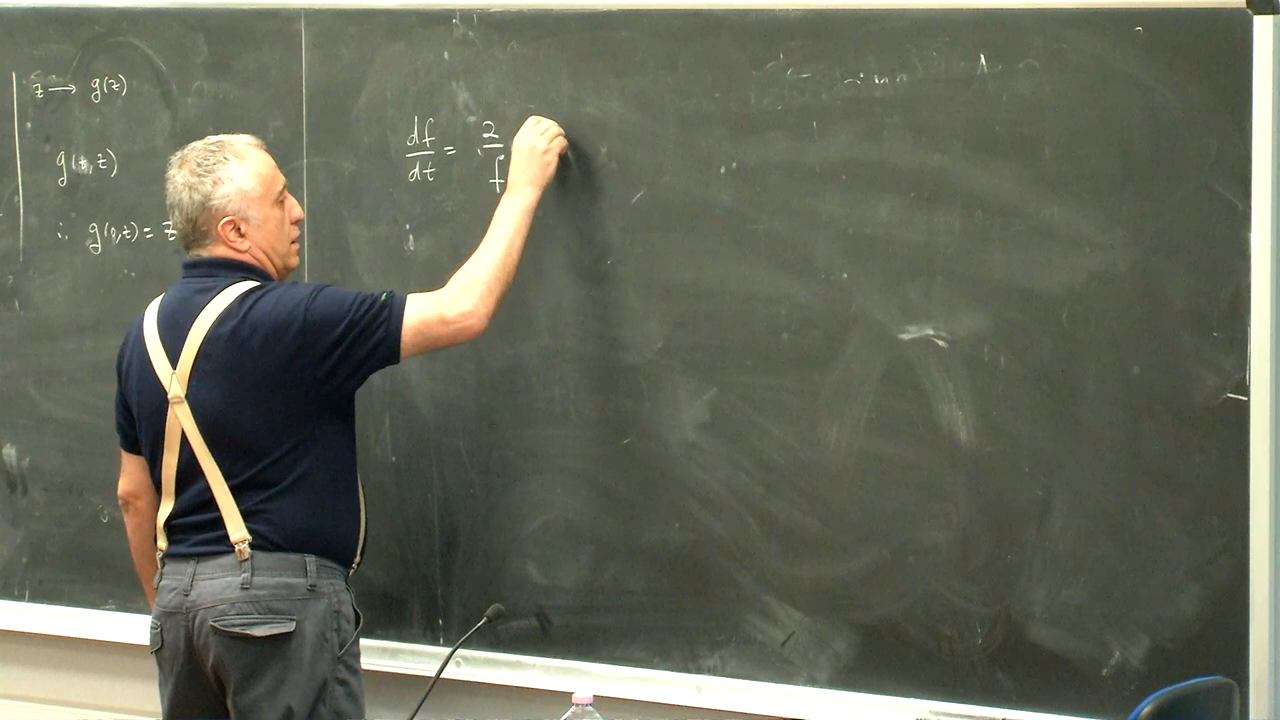 z → g(z)
g(t, z)
∴ g(0,t) = z
df/dt = 2/f